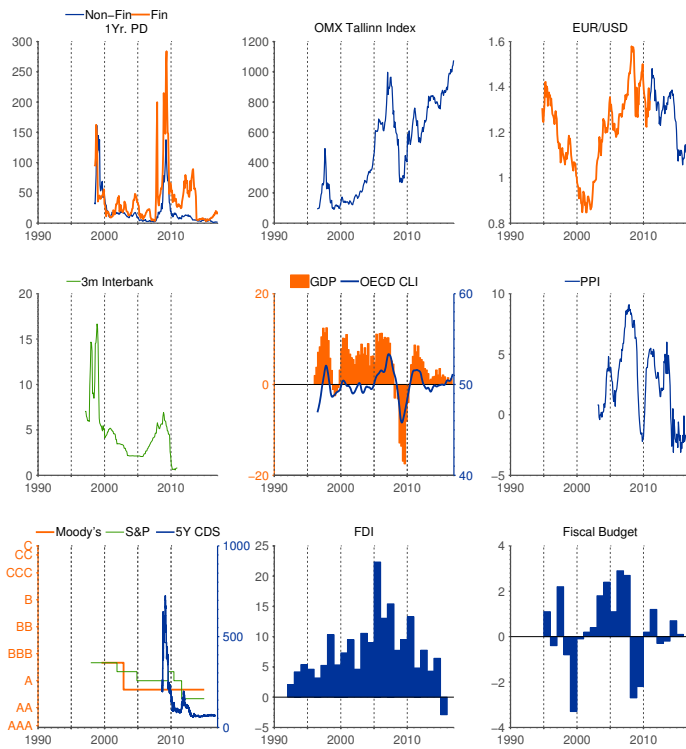 Non−Fin Fin
1Yr. PD
OMX Tallinn Index
EUR/USD
300
250
200
150
100
50
0
1990 2000 2010
1200
1000
800
600
400
200
0
1990 2000 2010
1.6
1.4
1.2
1
0.8
1990 2000 2010
3m Interbank
GDP OECD CLI
PPI
20
15
10
5
0
1990 2000 2010
20
10
0
−10
−20
60
50
40
1990 2000 2010
10
5
0
−5
1990 2000 2010
Moody's S&P 5Y CDS
FDI
Fiscal Budget
C
CC
CCC
B
BB
BBB
A
AA
AAA
1000
500
0
1990 2000 2010
25
20
15
10
5
0
−5
1990 2000 2010
4
2
0
−2
−4
1990 2000 2010